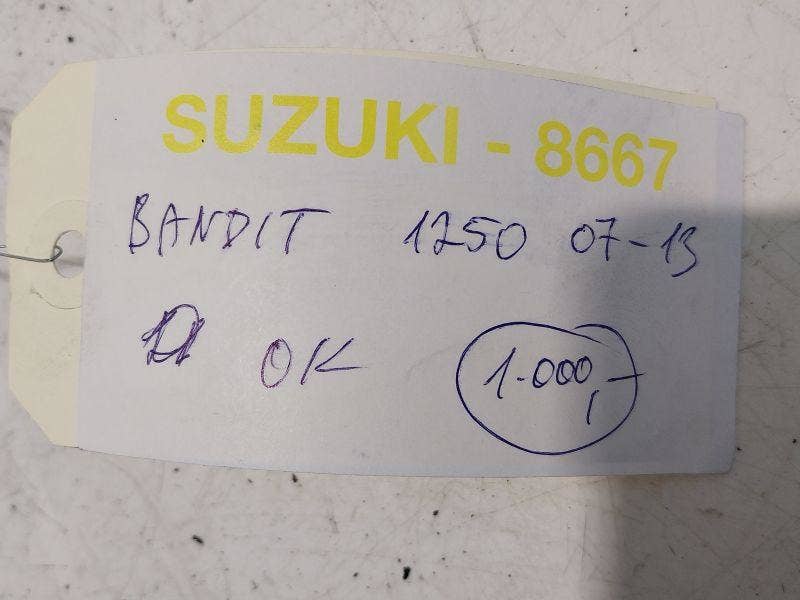 SUZUKI - 8667
BANDIT 1250 07-13
OK 1.000,-